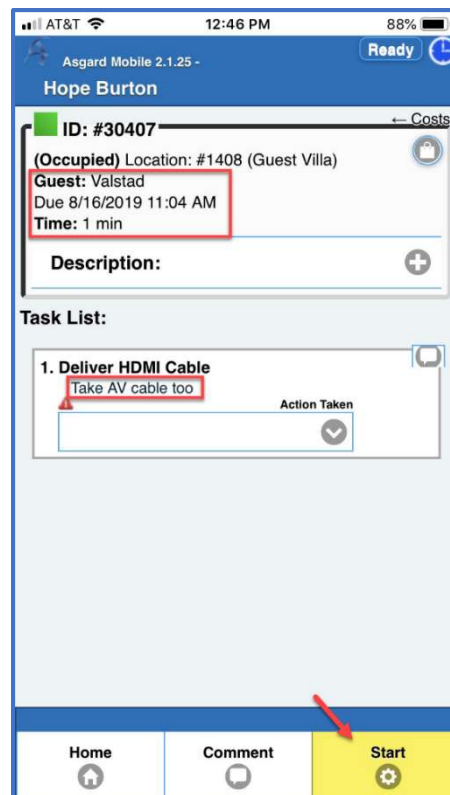 AT&T 12:46 PM 88%
Asgard Mobile 2.1.25 - Ready
Hope Burton
← Costs
ID: #30407
(Occupied) Location: #1408 (Guest Villa)
Guest: Valstad
Due 8/16/2019 11:04 AM
Time: 1 min
Description:
Task List:
1. Deliver HDMI Cable
Take AV cable too
Action Taken
Home Comment Start